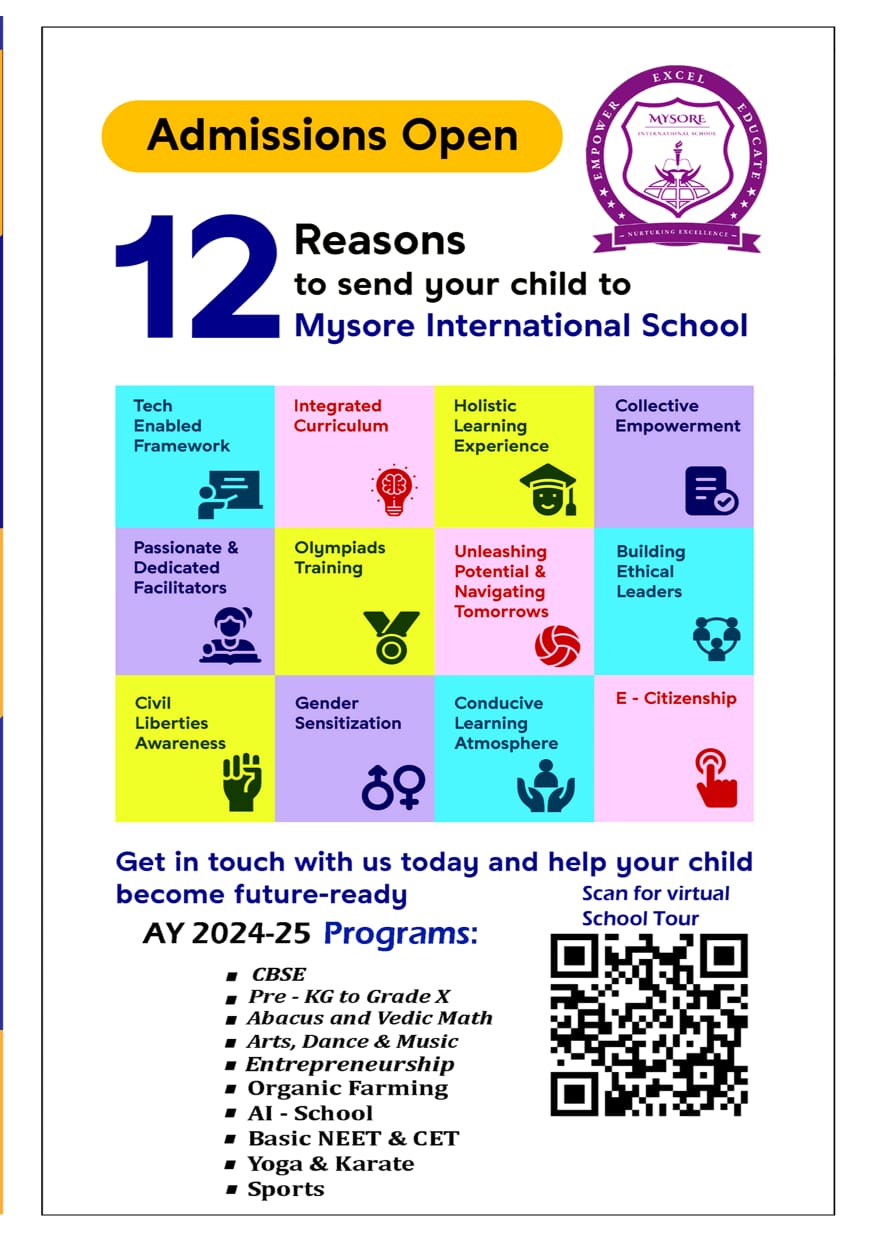 Admissions Open
EMPOWER EXCEL EDUCATE
MYSORE
INTERNATIONAL SCHOOL
- NURTURING EXCELLENCE -
12 Reasons
to send your child to
Mysore International School
Tech
Enabled
Framework
Integrated
Curriculum
Holistic
Learning
Experience
Collective
Empowerment
Passionate &
Dedicated
Facilitators
Olympiads
Training
Unleashing
Potential &
Navigating
Tomorrows
Building
Ethical
Leaders
Civil
Liberties
Awareness
Gender
Sensitization
Conducive
Learning
Atmosphere
E - Citizenship
Get in touch with us today and help your child
become future-ready
Scan for virtual
School Tour
AY 2024-25 Programs:
▪ CBSE
▪ Pre - KG to Grade X
▪ Abacus and Vedic Math
▪ Arts, Dance & Music
▪ Entrepreneurship
▪ Organic Farming
▪ AI - School
▪ Basic NEET & CET
▪ Yoga & Karate
▪ Sports